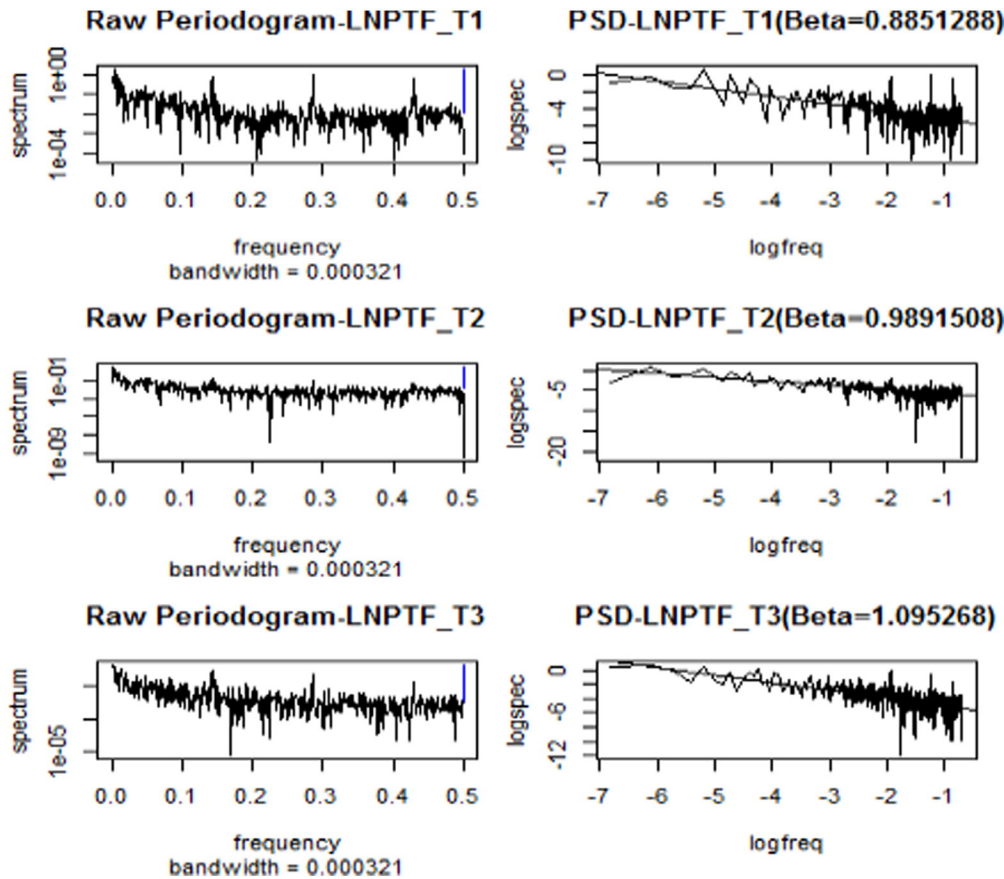 Raw Periodogram-LNPTF_T1
spectrum
1e-04 1e+00
0.0 0.1 0.2 0.3 0.4 0.5
frequency
bandwidth = 0.000321
PSD-LNPTF_T1(Beta=0.8851288)
logspec
-10 -4 0
-7 -6 -5 -4 -3 -2 -1
logfreq
Raw Periodogram-LNPTF_T2
spectrum
1e-09 1e-01
0.0 0.1 0.2 0.3 0.4 0.5
frequency
bandwidth = 0.000321
PSD-LNPTF_T2(Beta=0.9891508)
logspec
-20 -5
-7 -6 -5 -4 -3 -2 -1
logfreq
Raw Periodogram-LNPTF_T3
spectrum
1e-05
0.0 0.1 0.2 0.3 0.4 0.5
frequency
bandwidth = 0.000321
PSD-LNPTF_T3(Beta=1.095268)
logspec
-12 -6 0
-7 -6 -5 -4 -3 -2 -1
logfreq